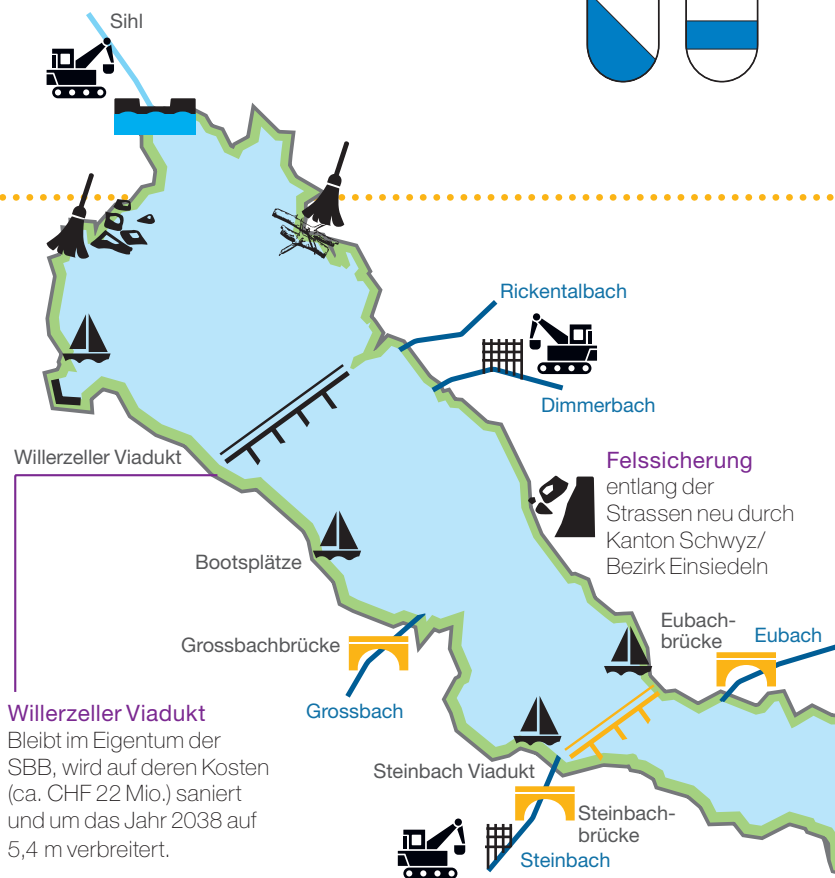 Sihl
Rickentalbach
Dimmerbach
Willerzeller Viadukt
Felssicherung
entlang der
Strassen neu durch
Kanton Schwyz/
Bezirk Einsiedeln
Bootsplätze
Grossbachbrücke
Grossbach
Eubach-
brücke
Eubach
Willerzeller Viadukt
Bleibt im Eigentum der
SBB, wird auf deren Kosten
(ca. CHF 22 Mio.) saniert
und um das Jahr 2038 auf
5,4 m verbreitert.
Steinbach Viadukt
Steinbach-
brücke
Steinbach